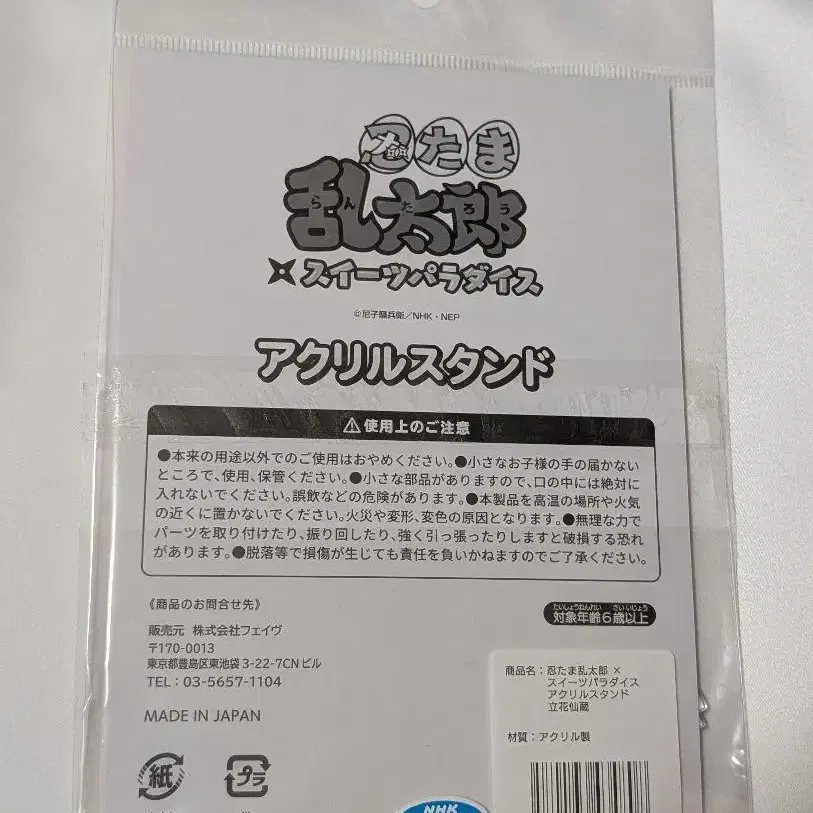 忍たま
乱太郎
らんたろう
×スイーツパラダイス
©尼子騒兵衛/NHK・NEP
アクリルスタンド
⚠使用上のご注意
●本来の用途以外でのご使用はおやめください。●小さなお子様の手の届かない
ところで、使用、保管ください。●小さい部品がありますので、口の中には絶対に
入れないでください。誤飲などの危険があります。●本製品を高温の場所や火気
の近くに置かないでください。火災や変形、変色の原因となります。●無理な力で
パーツを取り付けたり、振り回したり、強く引っ張ったりしますと破損する恐れ
があります。●脱落等で損傷が生じても責任を負いかねますのでご了承ください。
《商品のお問合せ先》
販売元 株式会社フェイヴ
〒170-0013
東京都豊島区東池袋3-22-7CNビル
TEL:03-5657-1104
MADE IN JAPAN
たいしょうねんれい さいいじょう
対象年齢6歳以上
商品名:忍たま乱太郎 ×
スイーツパラダイス
アクリルスタンド
立花仙蔵
材質:アクリル製
紙
プラ
NHK